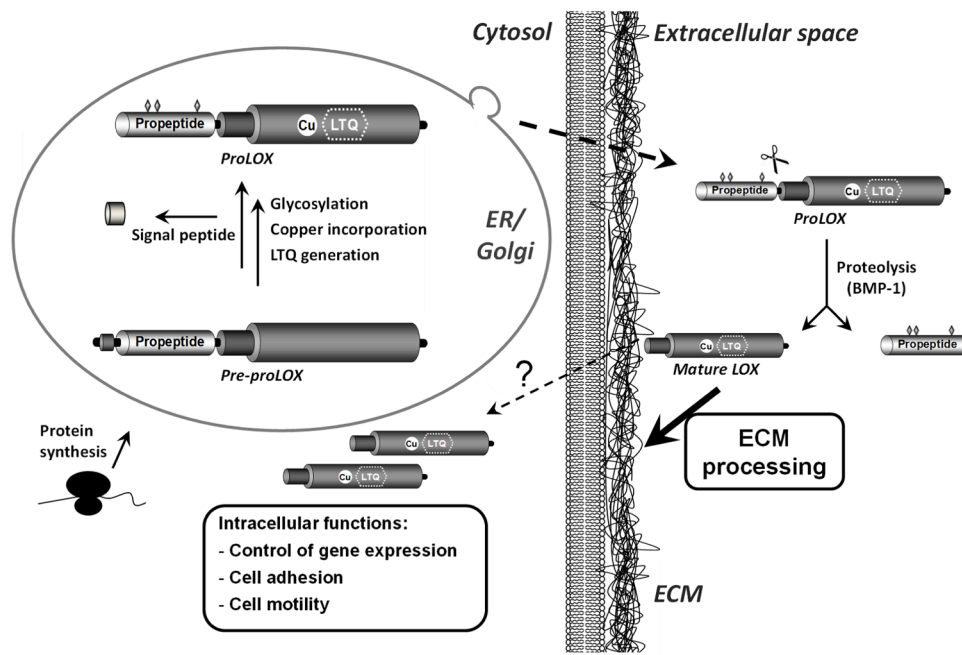 Cytosol
Extracellular space
Propeptide
Cu
LTQ
ProLOX
Glycosylation
Copper incorporation
LTQ generation
Signal peptide
ER/
Golgi
Propeptide
Pre-proLOX
Propeptide
Cu
LTQ
ProLOX
Proteolysis
(BMP-1)
Cu
LTQ
Mature LOX
Propeptide
?
Protein
synthesis
Cu
LTQ
Cu
LTQ
ECM
processing
Intracellular functions:
- Control of gene expression
- Cell adhesion
- Cell motility
ECM